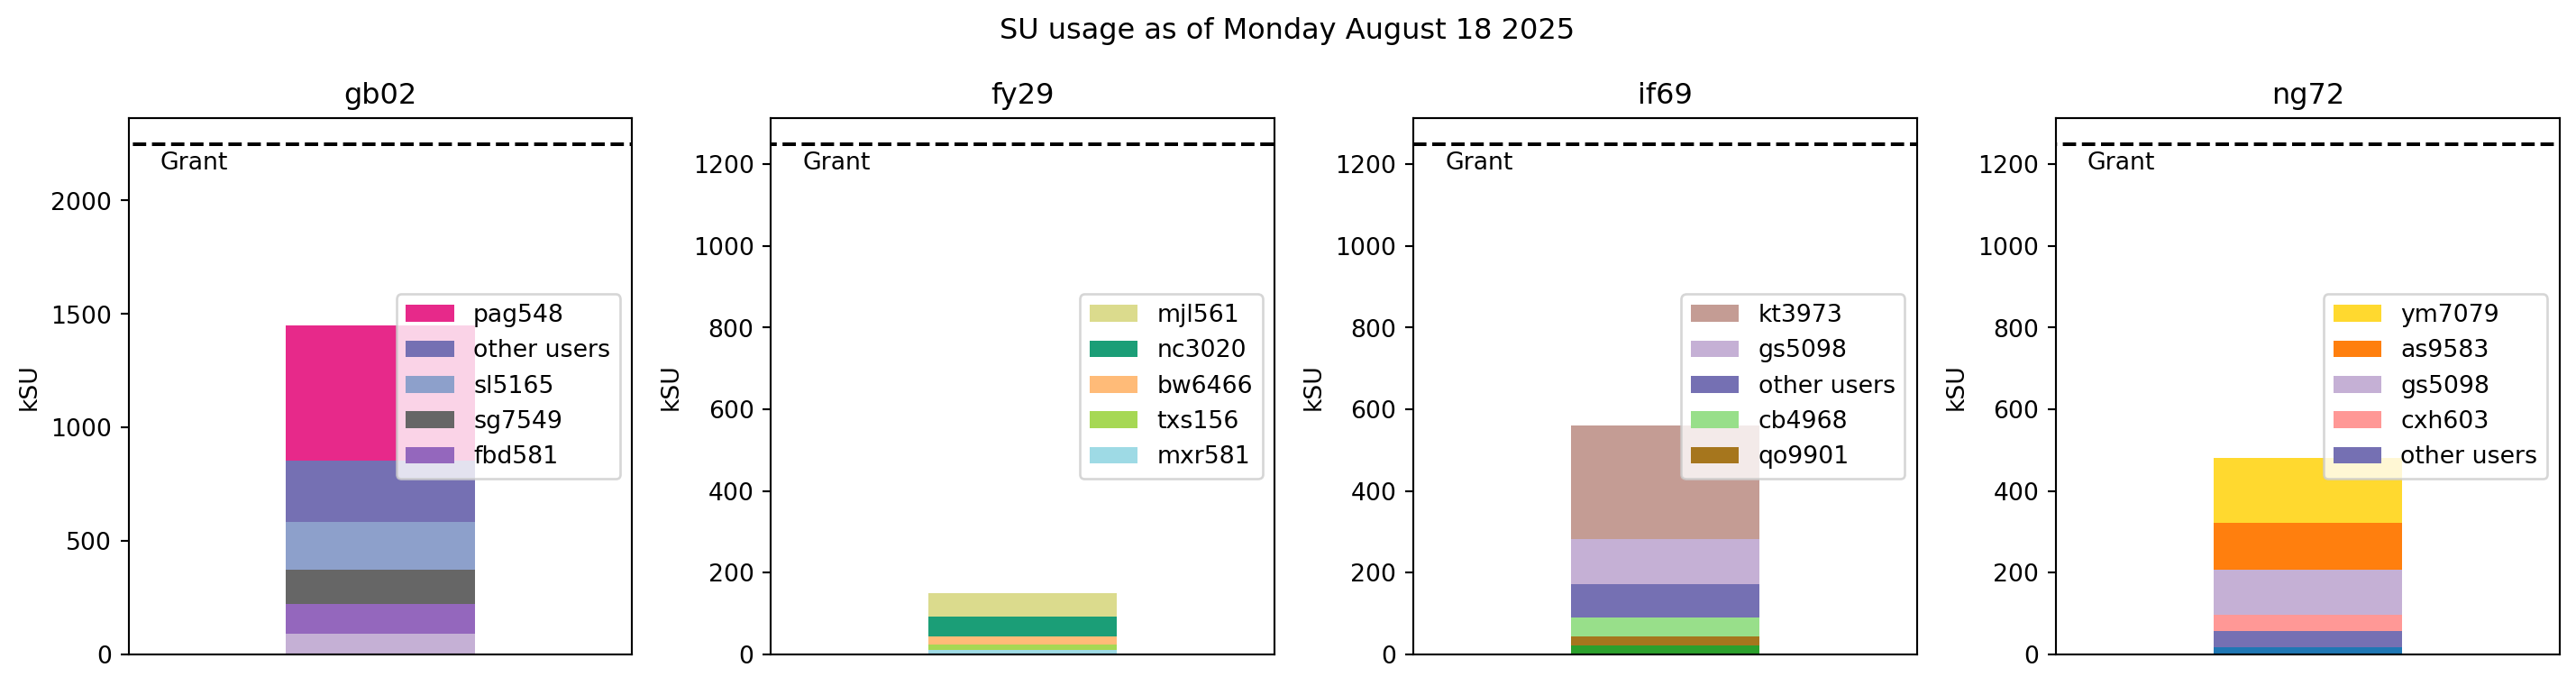 SU usage as of Monday August 18 2025
gb02
Grant
2000
1500
1000
500
0
kSU
pag548
other users
sl5165
sg7549
fbd581
fy29
Grant
1200
1000
800
600
400
200
0
kSU
mjl561
nc3020
bw6466
txs156
mxr581
if69
Grant
1200
1000
800
600
400
200
0
kSU
kt3973
gs5098
other users
cb4968
qo9901
ng72
Grant
1200
1000
800
600
400
200
0
kSU
ym7079
as9583
gs5098
cxh603
other users